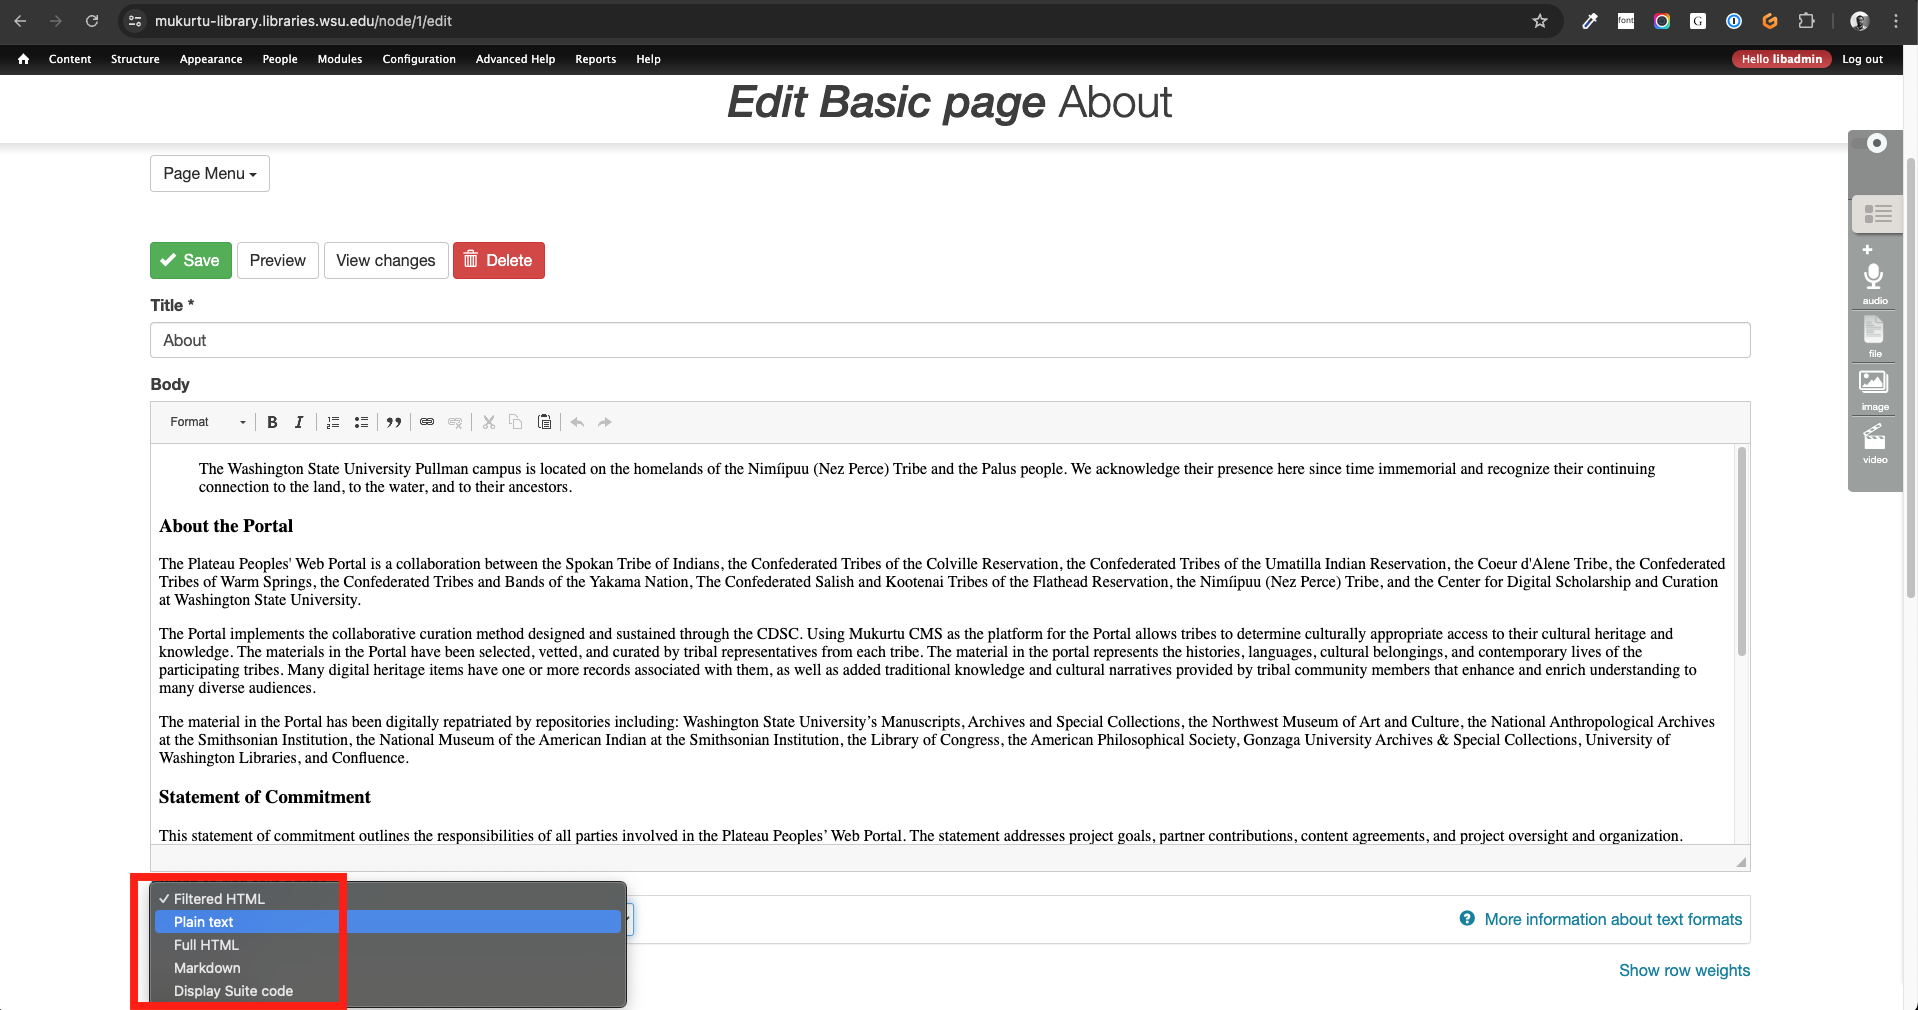 mukurtu-library.libraries.wsu.edu/node/1/edit
font
G
Content Structure Appearance People Modules Configuration Advanced Help Reports Help
Hello libadmin Log out
Edit Basic page About
Page Menu
Save Preview View changes Delete
Title *
About
Body
Format B I
The Washington State University Pullman campus is located on the homelands of the Nimíipuu (Nez Perce) Tribe and the Palus people. We acknowledge their presence here since time immemorial and recognize their continuing
connection to the land, to the water, and to their ancestors.
About the Portal
The Plateau Peoples' Web Portal is a collaboration between the Spokan Tribe of Indians, the Confederated Tribes of the Colville Reservation, the Confederated Tribes of the Umatilla Indian Reservation, the Coeur d'Alene Tribe, the Confederated
Tribes of Warm Springs, the Confederated Tribes and Bands of the Yakama Nation, The Confederated Salish and Kootenai Tribes of the Flathead Reservation, the Nimíipuu (Nez Perce) Tribe, and the Center for Digital Scholarship and Curation
at Washington State University.
The Portal implements the collaborative curation method designed and sustained through the CDSC. Using Mukurtu CMS as the platform for the Portal allows tribes to determine culturally appropriate access to their cultural heritage and
knowledge. The materials in the Portal have been selected, vetted, and curated by tribal representatives from each tribe. The material in the portal represents the histories, languages, cultural belongings, and contemporary lives of the
participating tribes. Many digital heritage items have one or more records associated with them, as well as added traditional knowledge and cultural narratives provided by tribal community members that enhance and enrich understanding to
many diverse audiences.
The material in the Portal has been digitally repatriated by repositories including: Washington State University’s Manuscripts, Archives and Special Collections, the Northwest Museum of Art and Culture, the National Anthropological Archives
at the Smithsonian Institution, the National Museum of the American Indian at the Smithsonian Institution, the Library of Congress, the American Philosophical Society, Gonzaga University Archives & Special Collections, University of
Washington Libraries, and Confluence.
Statement of Commitment
This statement of commitment outlines the responsibilities of all parties involved in the Plateau Peoples’ Web Portal. The statement addresses project goals, partner contributions, content agreements, and project oversight and organization.
audio
file
image
video
✓ Filtered HTML
Plain text
Full HTML
Markdown
Display Suite code
More information about text formats
Show row weights